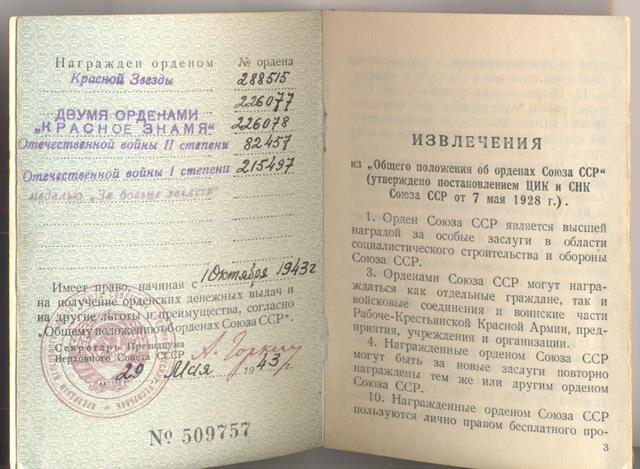 Награжден орденом № ордена
Красной Звезды 288515
226077
ДВУМЯ ОРДЕНАМИ
„КРАСНОЕ ЗНАМЯ“ 226078
Отечественной войны II степени 82457
Отечественной войны I степени 215497
медалью „За боевые заслуги“
Имеет право, начиная с 1 Октября 1943 г
на получение орденских денежных выдач и
на другие льготы и преимущества, согласно
„Общему положению об орденах Союза ССР“.
Секретарь Президиума
Верховного Совета СССР А. Горкин
„29 Мая 1943 г.
№ 509757
ИЗВЛЕЧЕНИЯ
из „Общего положения об орденах Союза ССР“
(утверждено постановлением ЦИК и СНК
Союза ССР от 7 мая 1928 г.).
1. Орден Союза ССР является высшей
наградой за особые заслуги в области
социалистического строительства и обороны
Союза ССР.
3. Орденами Союза ССР могут награ-
ждаться как отдельные граждане, так и
войсковые соединения и воинские части
Рабоче-Крестьянской Красной Армии, пред-
приятия, учреждения и организации.
4. Награжденные орденом Союза ССР
могут быть за новые заслуги повторно
награждены тем же или другим орденом
Союза ССР.
10. Награжденные орденом Союза ССР
пользуются лично правом бесплатного про-
3